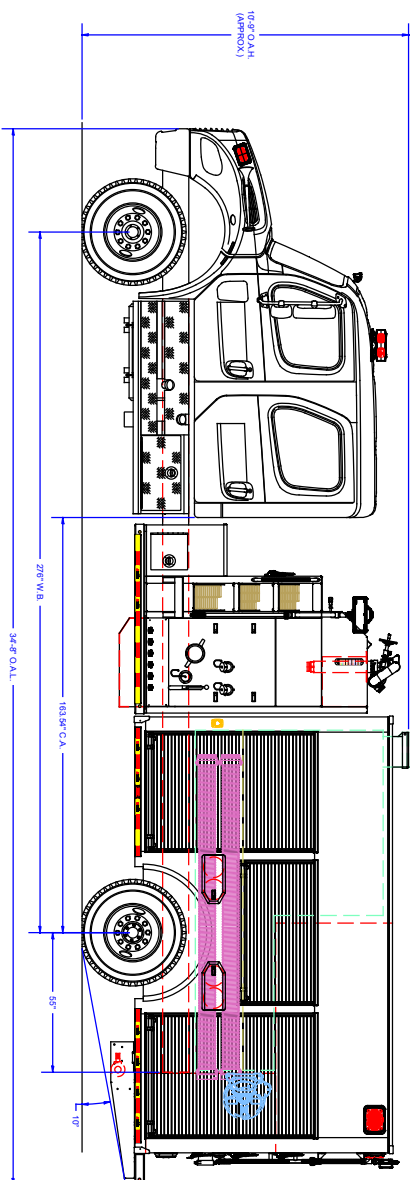 10'-9" O.A.H.
(APPROX.)
276" W.B.
34'-8" O.A.L.
163.54" C.A.
55"
10°